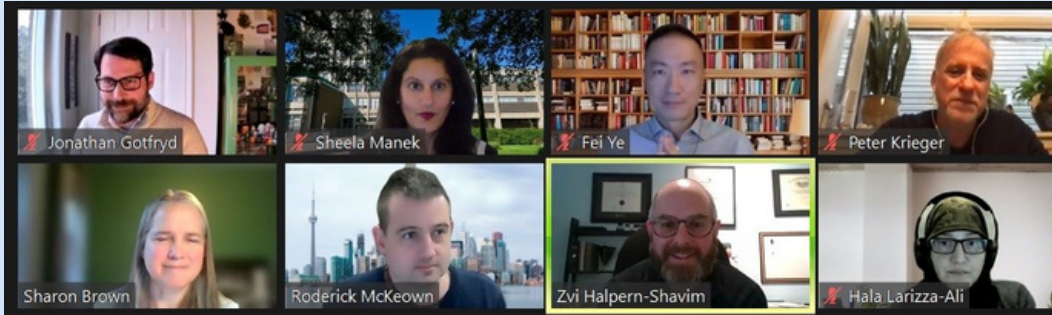 Jonathan Gotfryd
Sheela Manek
Fei Ye
Peter Krieger
Sharon Brown
Roderick McKeown
Zvi Halpern-Shavim
Hala Larizza-Ali